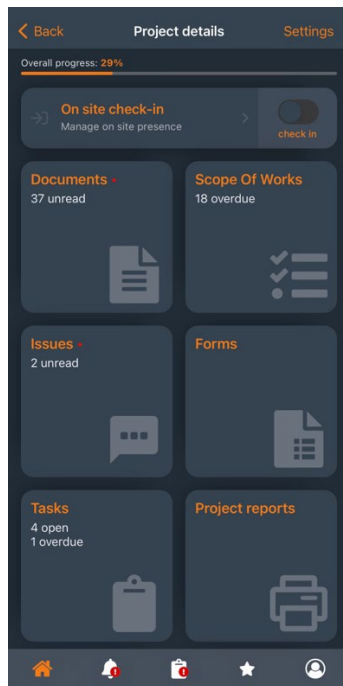 Back
Project details
Settings
Overall progress: 29%
On site check-in
Manage on site presence
check in
Documents
37 unread
Scope Of Works
18 overdue
Issues
2 unread
Forms
Tasks
4 open
1 overdue
Project reports